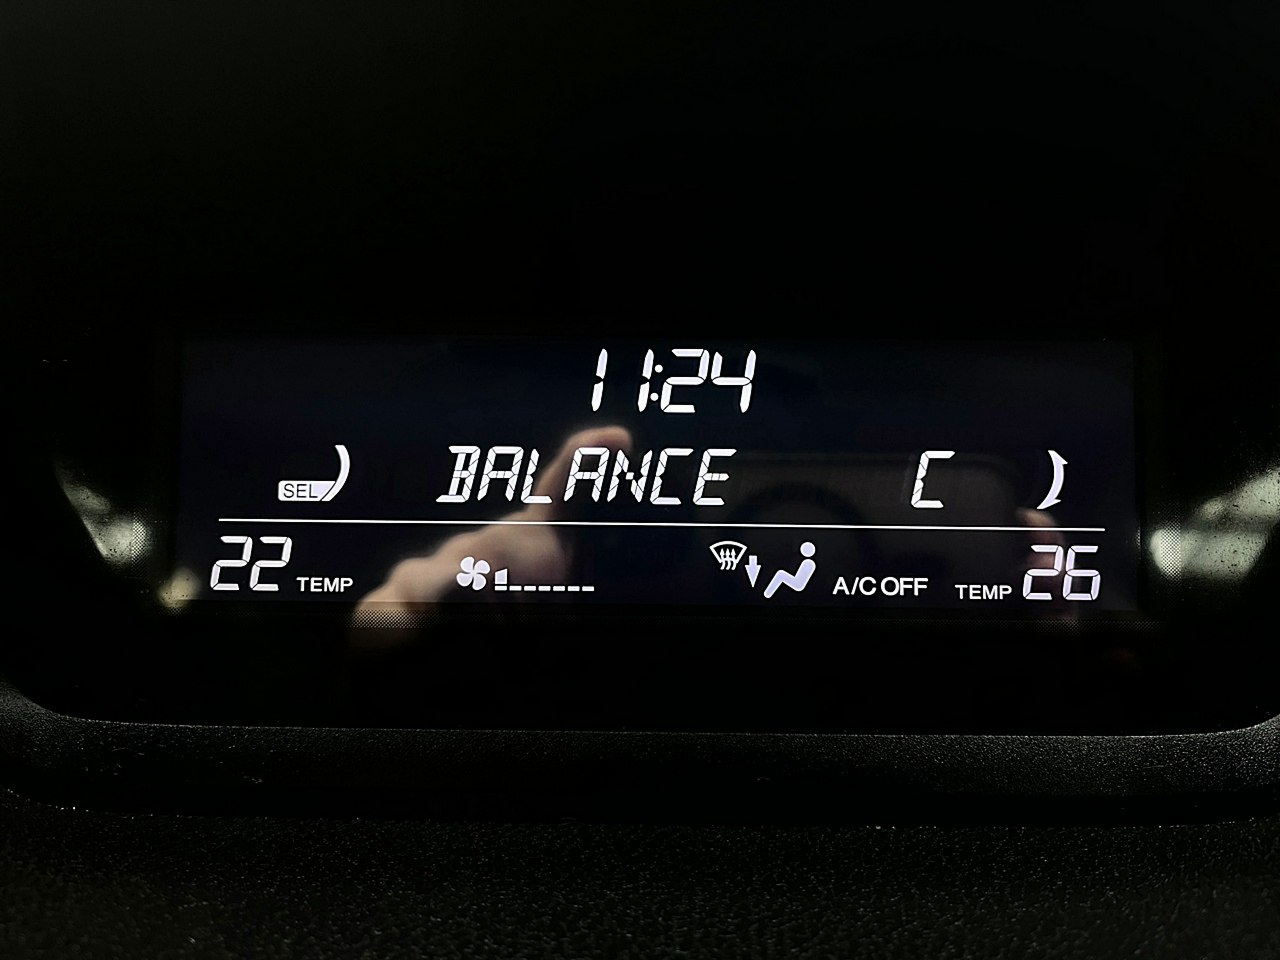 11:24
SEL BALANCE C
22 TEMP A/C OFF TEMP 26